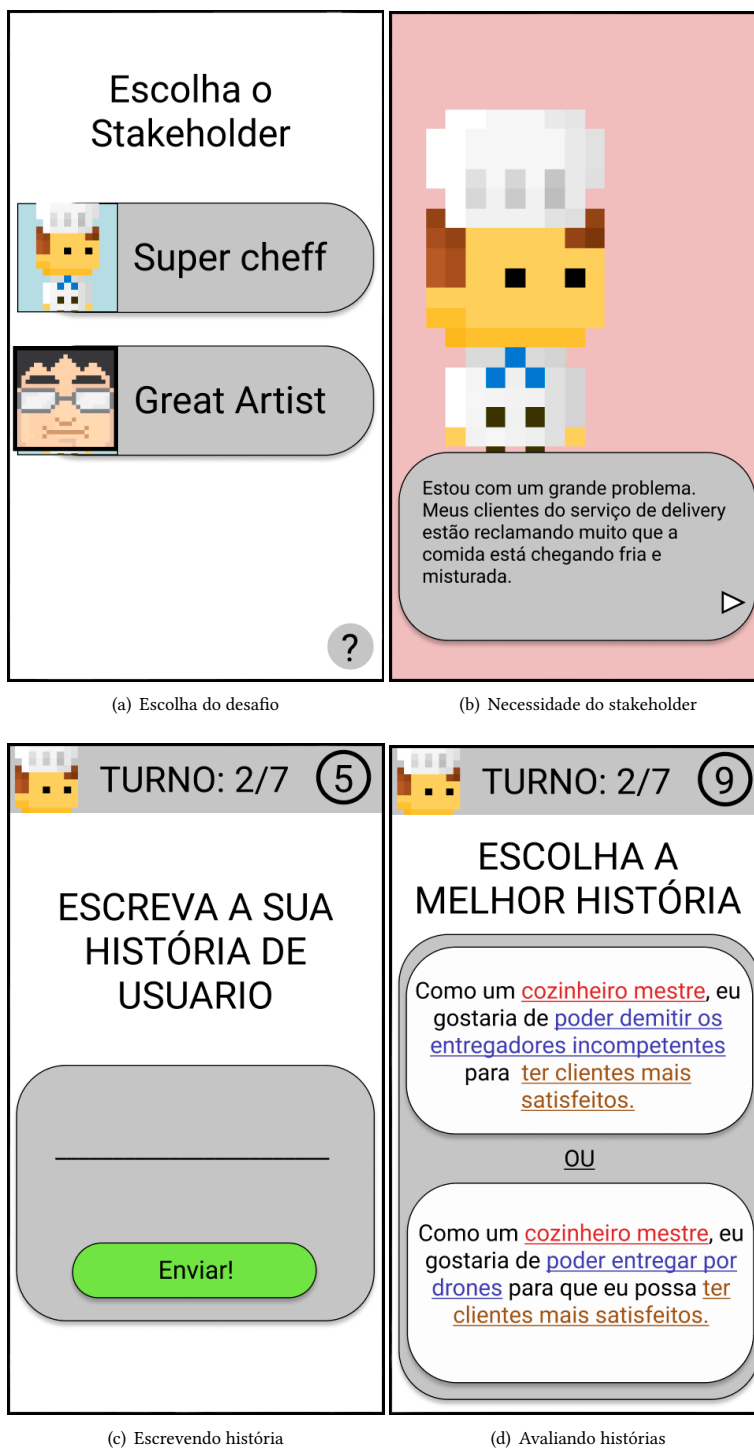 Escolha o
Stakeholder
Super cheff
Great Artist
?
(a) Escolha do desafio
Estou com um grande problema.
Meus clientes do serviço de delivery
estão reclamando muito que a
comida está chegando fria e
misturada.
(b) Necessidade do stakeholder
TURNO: 2/7
5
ESCREVA A SUA
HISTÓRIA DE
USUARIO
Enviar!
(c) Escrevendo história
TURNO: 2/7
9
ESCOLHA A
MELHOR HISTÓRIA
Como um cozinheiro mestre, eu
gostaria de poder demitir os
entregadores incompetentes
para ter clientes mais
satisfeitos.
OU
Como um cozinheiro mestre, eu
gostaria de poder entregar por
drones para que eu possa ter
clientes mais satisfeitos.
(d) Avaliando histórias